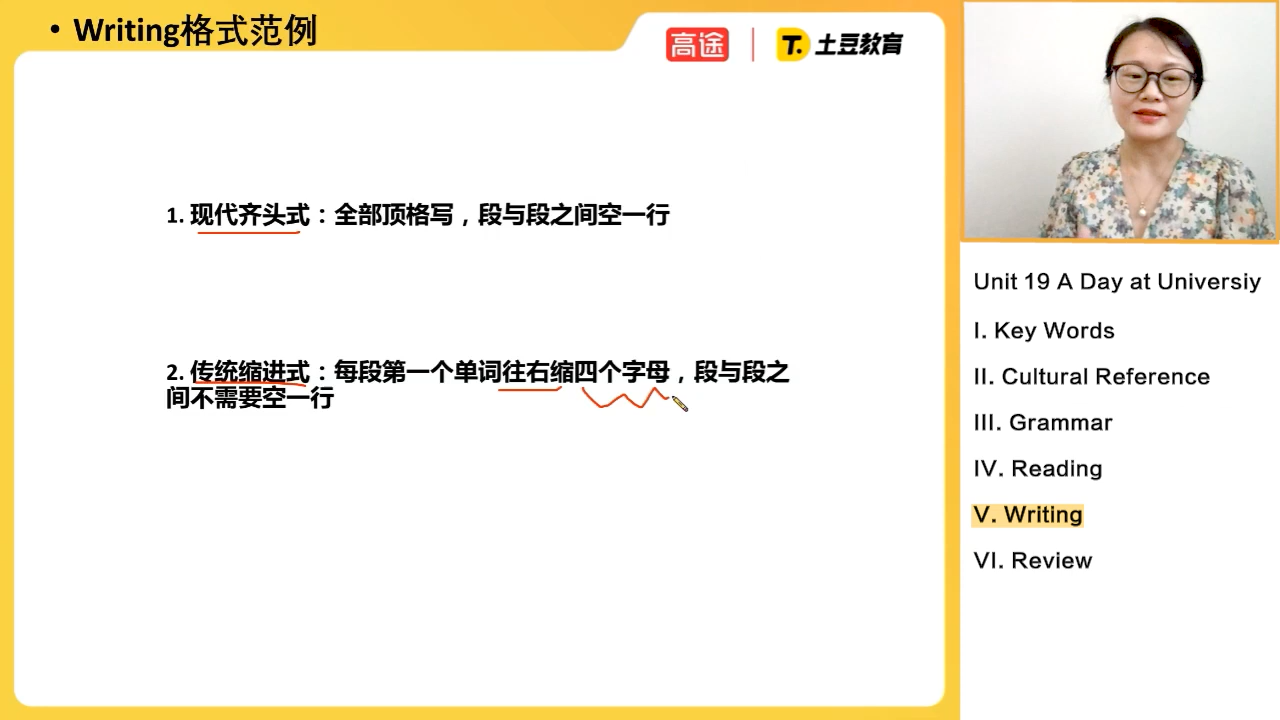 • Writing格式范例
高途
T. 土豆教育
1. 现代齐头式：全部顶格写，段与段之间空一行
2. 传统缩进式：每段第一个单词往右缩四个字母，段与段之
间不需要空一行
Unit 19 A Day at Universiy
I. Key Words
II. Cultural Reference
III. Grammar
IV. Reading
V. Writing
VI. Review